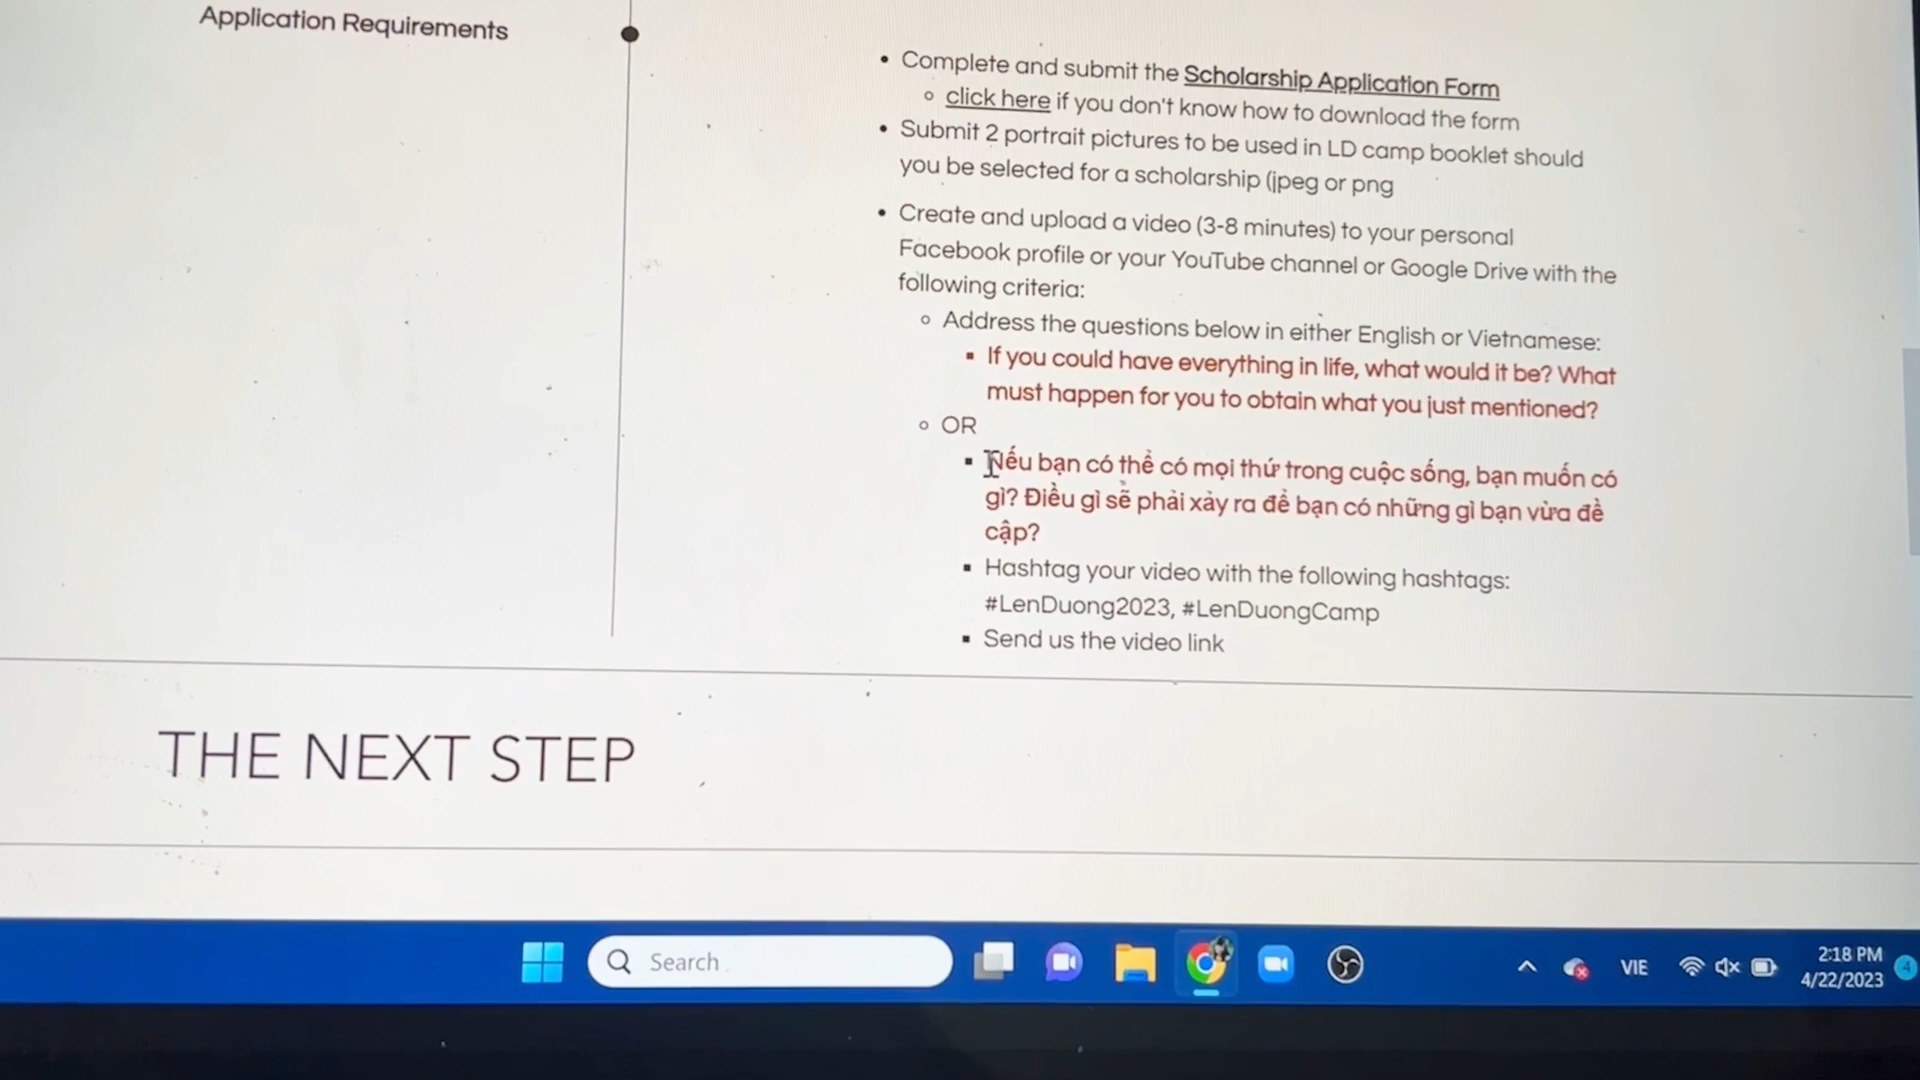 Application Requirements
Complete and submit the Scholarship Application Form
click here if you don't know how to download the form
Submit 2 portrait pictures to be used in LD camp booklet should
you be selected for a scholarship (jpeg or png
Create and upload a video (3-8 minutes) to your personal
Facebook profile or your YouTube channel or Google Drive with the
following criteria:
Address the questions below in either English or Vietnamese:
If you could have everything in life, what would it be? What
must happen for you to obtain what you just mentioned?
OR
Nếu bạn có thể có mọi thứ trong cuộc sống, bạn muốn có
gì? Điều gì sẽ phải xảy ra để bạn có những gì bạn vừa đề
cập?
Hashtag your video with the following hashtags:
#LenDuong2023, #LenDuongCamp
Send us the video link
THE NEXT STEP
Search
VIE
2:18 PM
4/22/2023
4